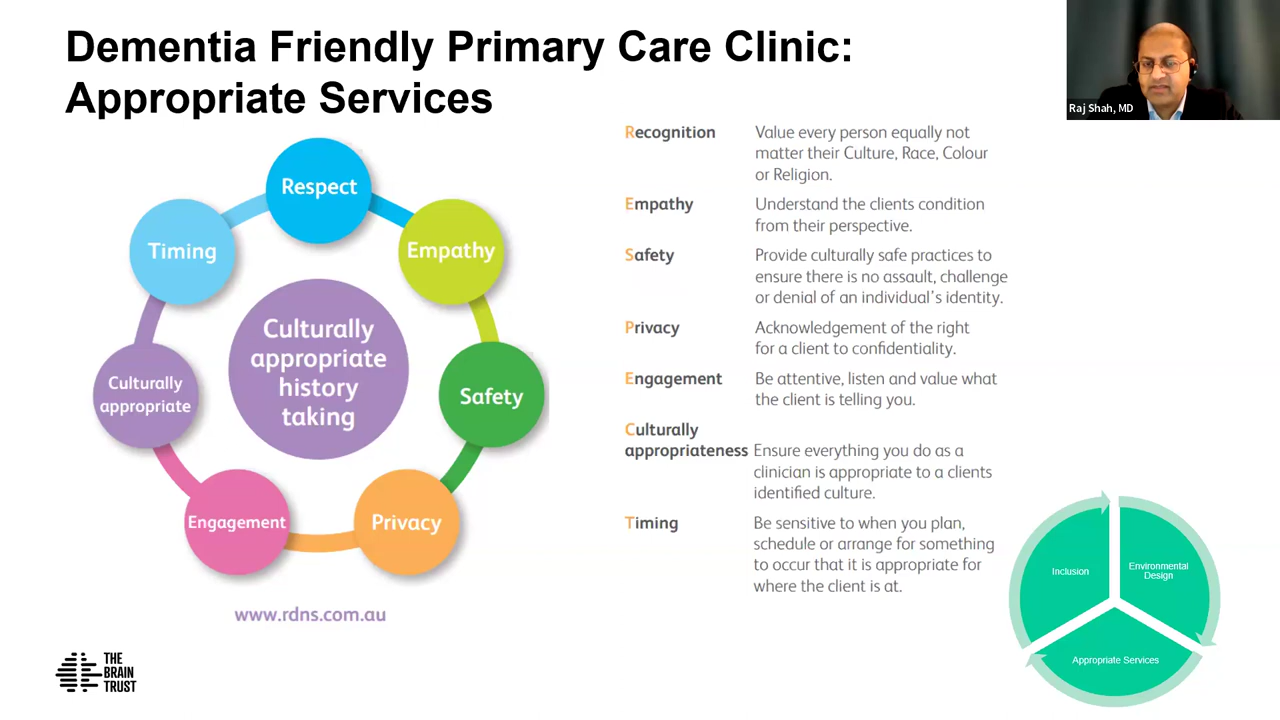 Dementia Friendly Primary Care Clinic:
Appropriate Services
Raj Shah, MD
Respect
Empathy
Safety
Privacy
Engagement
Culturally
appropriate
Timing
Culturally
appropriate
history
taking
www.rdns.com.au
Recognition
Value every person equally not
matter their Culture, Race, Colour
or Religion.
Empathy
Understand the clients condition
from their perspective.
Safety
Provide culturally safe practices to
ensure there is no assault, challenge
or denial of an individual's identity.
Privacy
Acknowledgement of the right
for a client to confidentiality.
Engagement
Be attentive, listen and value what
the client is telling you.
Culturally
appropriateness
Ensure everything you do as a
clinician is appropriate to a clients
identified culture.
Timing
Be sensitive to when you plan,
schedule or arrange for something
to occur that it is appropriate for
where the client is at.
Inclusion
Environmental
Design
Appropriate Services
THE
BRAIN
TRUST